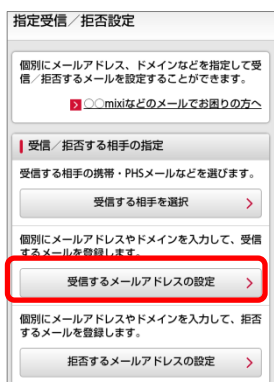 指定受信／拒否設定
個別にメールアドレス、ドメインなどを指定して受
信／拒否するメールを設定することができます。
○○mixiなどのメールでお困りの方へ
受信／拒否する相手の指定
受信する相手の携帯・PHSメールなどを選びます。
受信する相手を選択
個別にメールアドレスやドメインを入力して、受信
するメールを登録します。
受信するメールアドレスの設定
個別にメールアドレスやドメインを入力して、拒否
するメールを登録します。
拒否するメールアドレスの設定